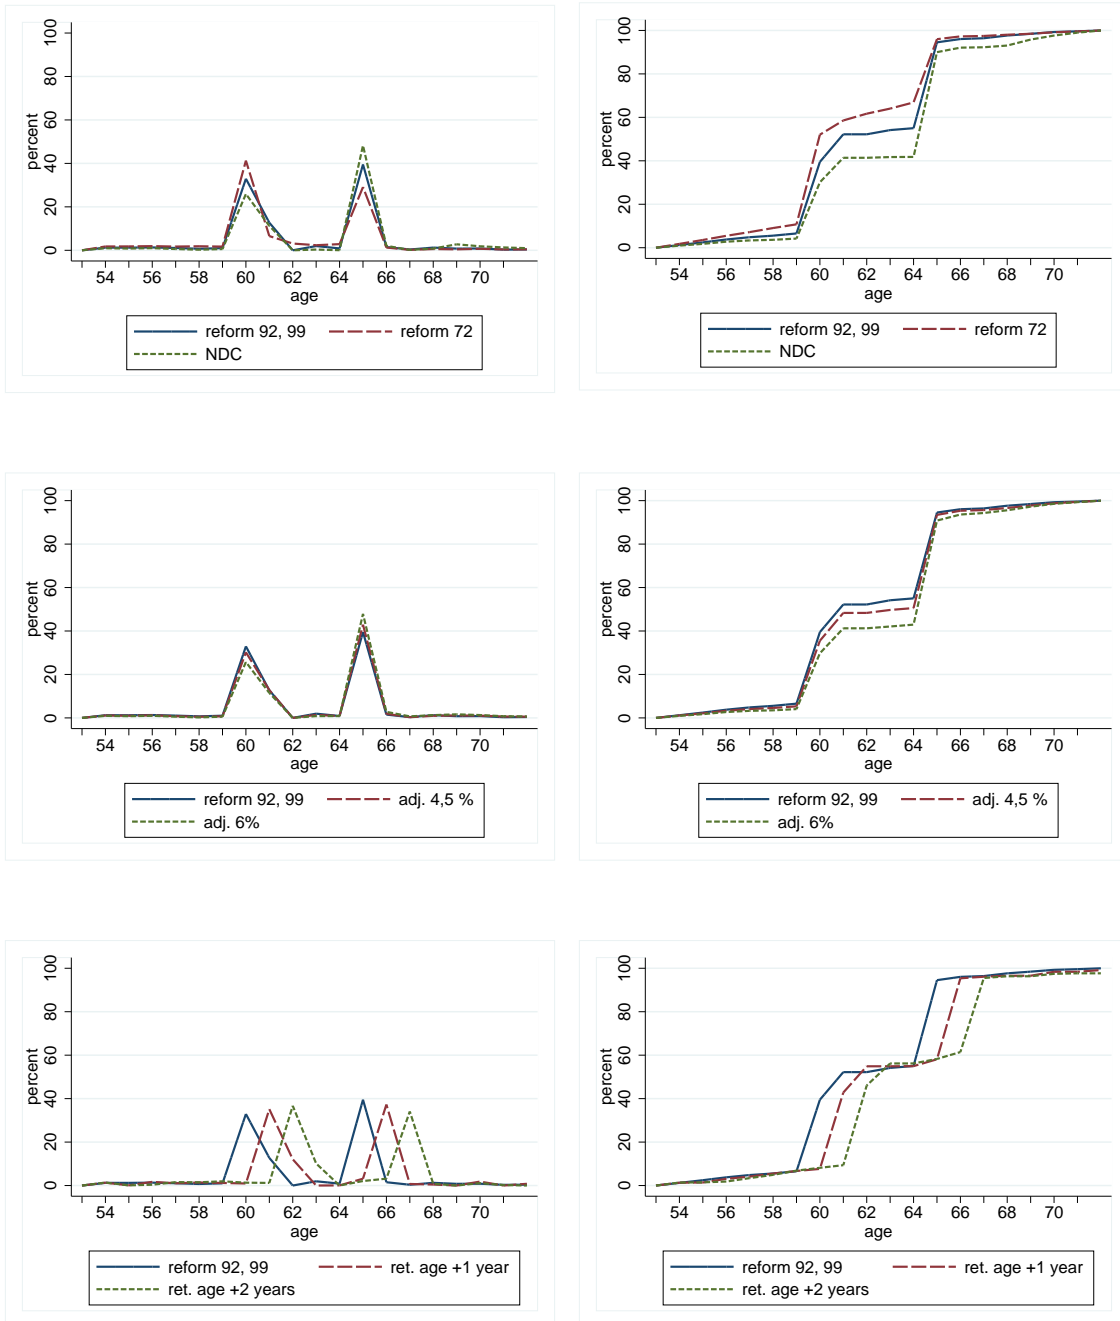 100
80
60
40
20
0
percent
54 56 58 60 62 64 66 68 70
age
reform 92, 99 reform 72
NDC
100
80
60
40
20
0
percent
54 56 58 60 62 64 66 68 70
age
reform 92, 99 reform 72
NDC
100
80
60
40
20
0
percent
54 56 58 60 62 64 66 68 70
age
reform 92, 99 adj. 4,5 %
adj. 6%
100
80
60
40
20
0
percent
54 56 58 60 62 64 66 68 70
age
reform 92, 99 adj. 4,5 %
adj. 6%
100
80
60
40
20
0
percent
54 56 58 60 62 64 66 68 70
age
reform 92, 99 ret. age +1 year
ret. age +2 years
100
80
60
40
20
0
percent
54 56 58 60 62 64 66 68 70
age
reform 92, 99 ret. age +1 year
ret. age +2 years